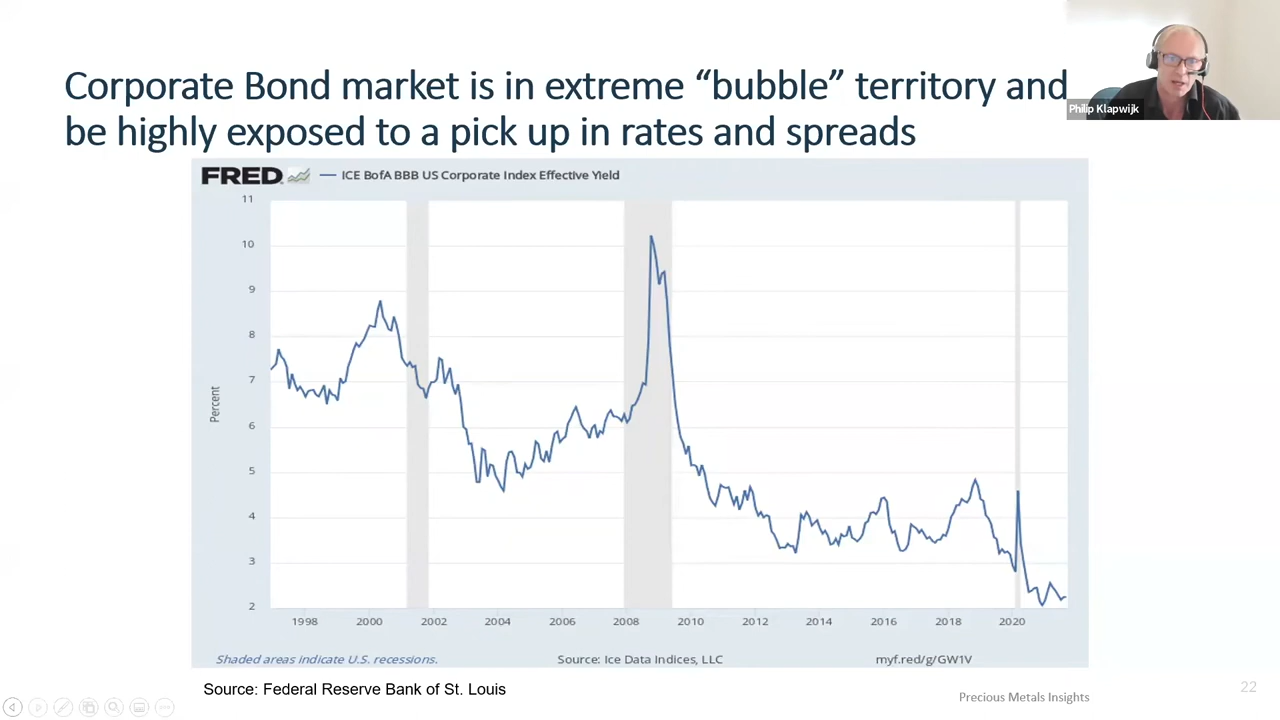 Corporate Bond market is in extreme “bubble” territory and
be highly exposed to a pick up in rates and spreads
Philip Klapwijk
FRED
ICE BofA BBB US Corporate Index Effective Yield
11
10
9
8
7
6
5
4
3
2
Percent
1998 2000 2002 2004 2006 2008 2010 2012 2014 2016 2018 2020
Shaded areas indicate U.S. recessions. Source: Ice Data Indices, LLC myf.red/g/GW1V
Source: Federal Reserve Bank of St. Louis
Precious Metals Insights
22